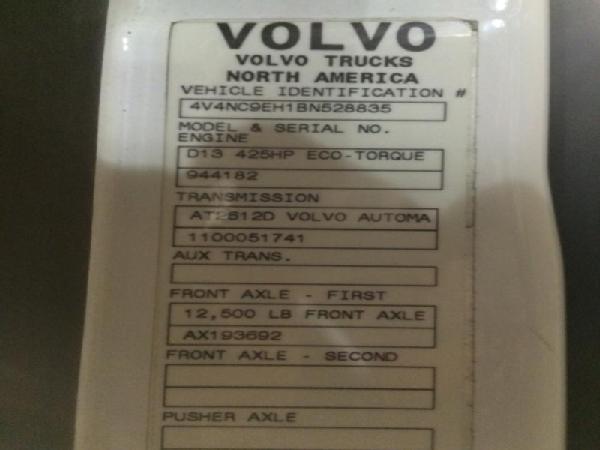 VOLVO
VOLVO TRUCKS
NORTH AMERICA
VEHICLE IDENTIFICATION #
4V4NC9EH1BN528835
MODEL & SERIAL NO.
ENGINE
D13 425HP ECO-TORQUE
944182
TRANSMISSION
AT2612D VOLVO AUTOMA
1100051741
AUX TRANS.
FRONT AXLE - FIRST
12,500 LB FRONT AXLE
AX193692
FRONT AXLE - SECOND
PUSHER AXLE